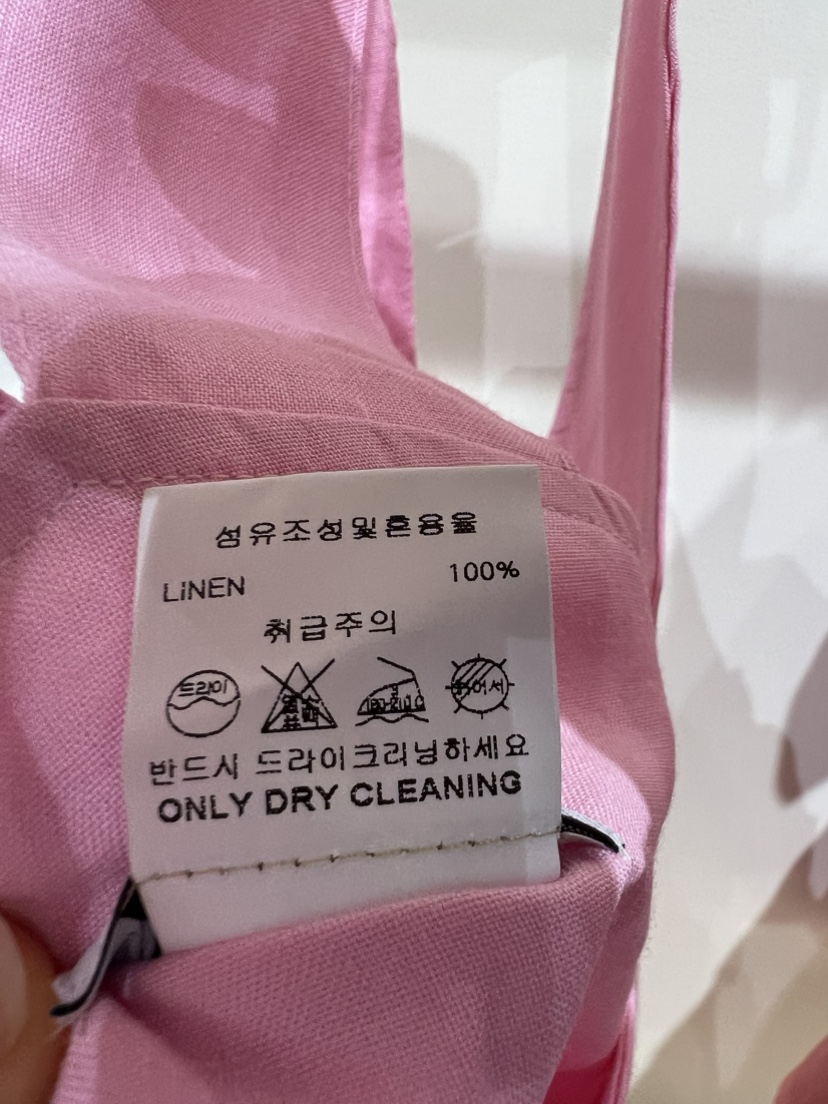 섬유조성및혼용율
LiNEN 100%
취급주의
드라이
반드시 드라이크리닝하세요
ONLY DRY CLEANING